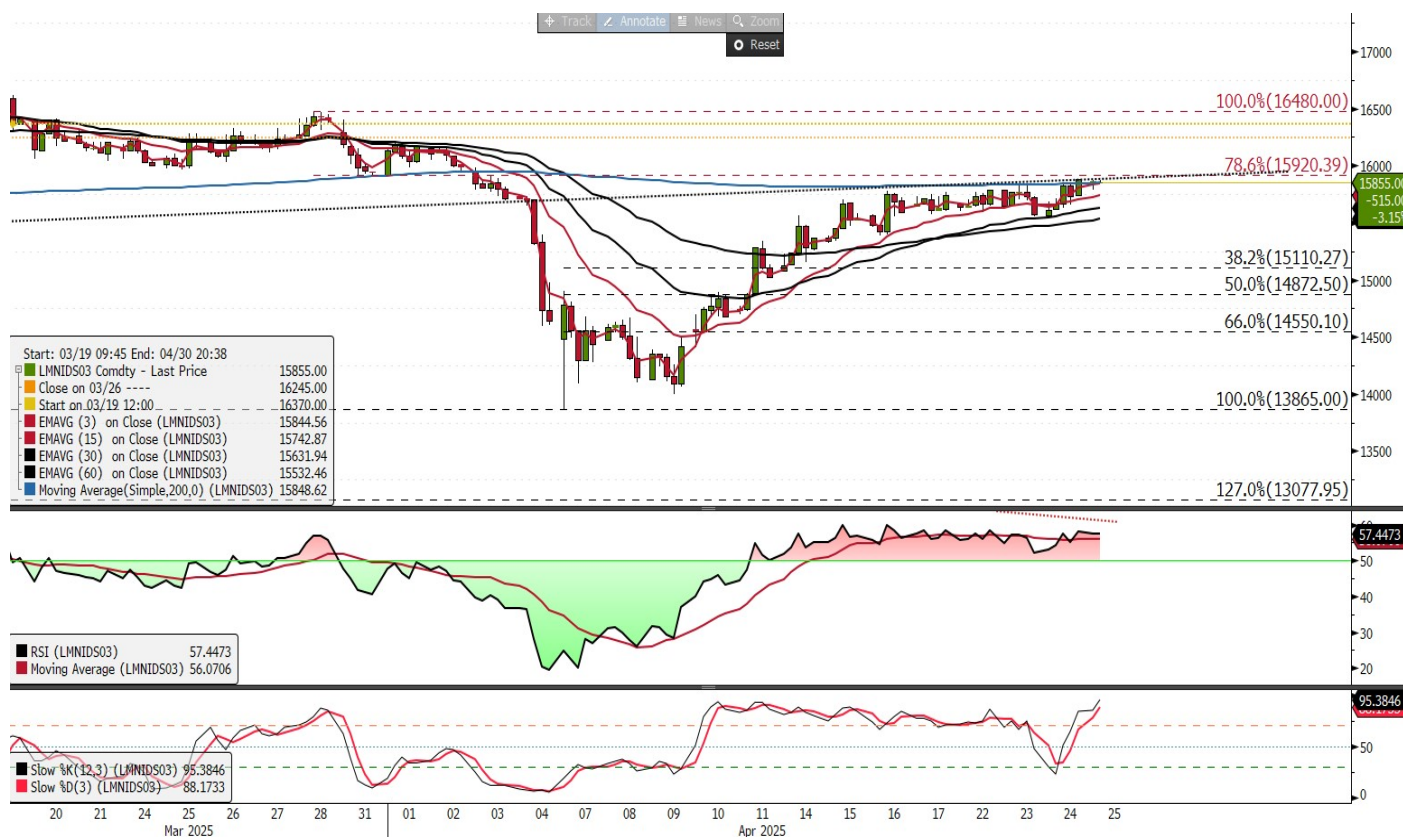 Track Annotate News Zoom
Reset
17000
100.0%(16480.00)
16500
78.6%(15920.39)
16000
15855.00
-515.00
-3.15%
38.2%(15110.27)
15000
50.0%(14872.50)
66.0%(14550.10)
14500
100.0%(13865.00)
14000
13500
127.0%(13077.95)
Start: 03/19 09:45 End: 04/30 20:38
LMNIDS03 Comdty - Last Price 15855.00
Close on 03/26 ---- 16245.00
Start on 03/19 12:00 16370.00
EMAVG (3) on Close (LMNIDS03) 15844.56
EMAVG (15) on Close (LMNIDS03) 15742.87
EMAVG (30) on Close (LMNIDS03) 15631.94
EMAVG (60) on Close (LMNIDS03) 15532.46
Moving Average(Simple,200,0) (LMNIDS03) 15848.62
57.4473
50
40
30
20
RSI (LMNIDS03) 57.4473
Moving Average (LMNIDS03) 56.0706
95.3846
50
0
Slow %K(12,3) (LMNIDS03) 95.3846
Slow %D(3) (LMNIDS03) 88.1733
20 21 24 25 26 27 28 31 01 02 03 04 07 08 09 10 11 14 15 16 17 22 23 24 25
Mar 2025 Apr 2025